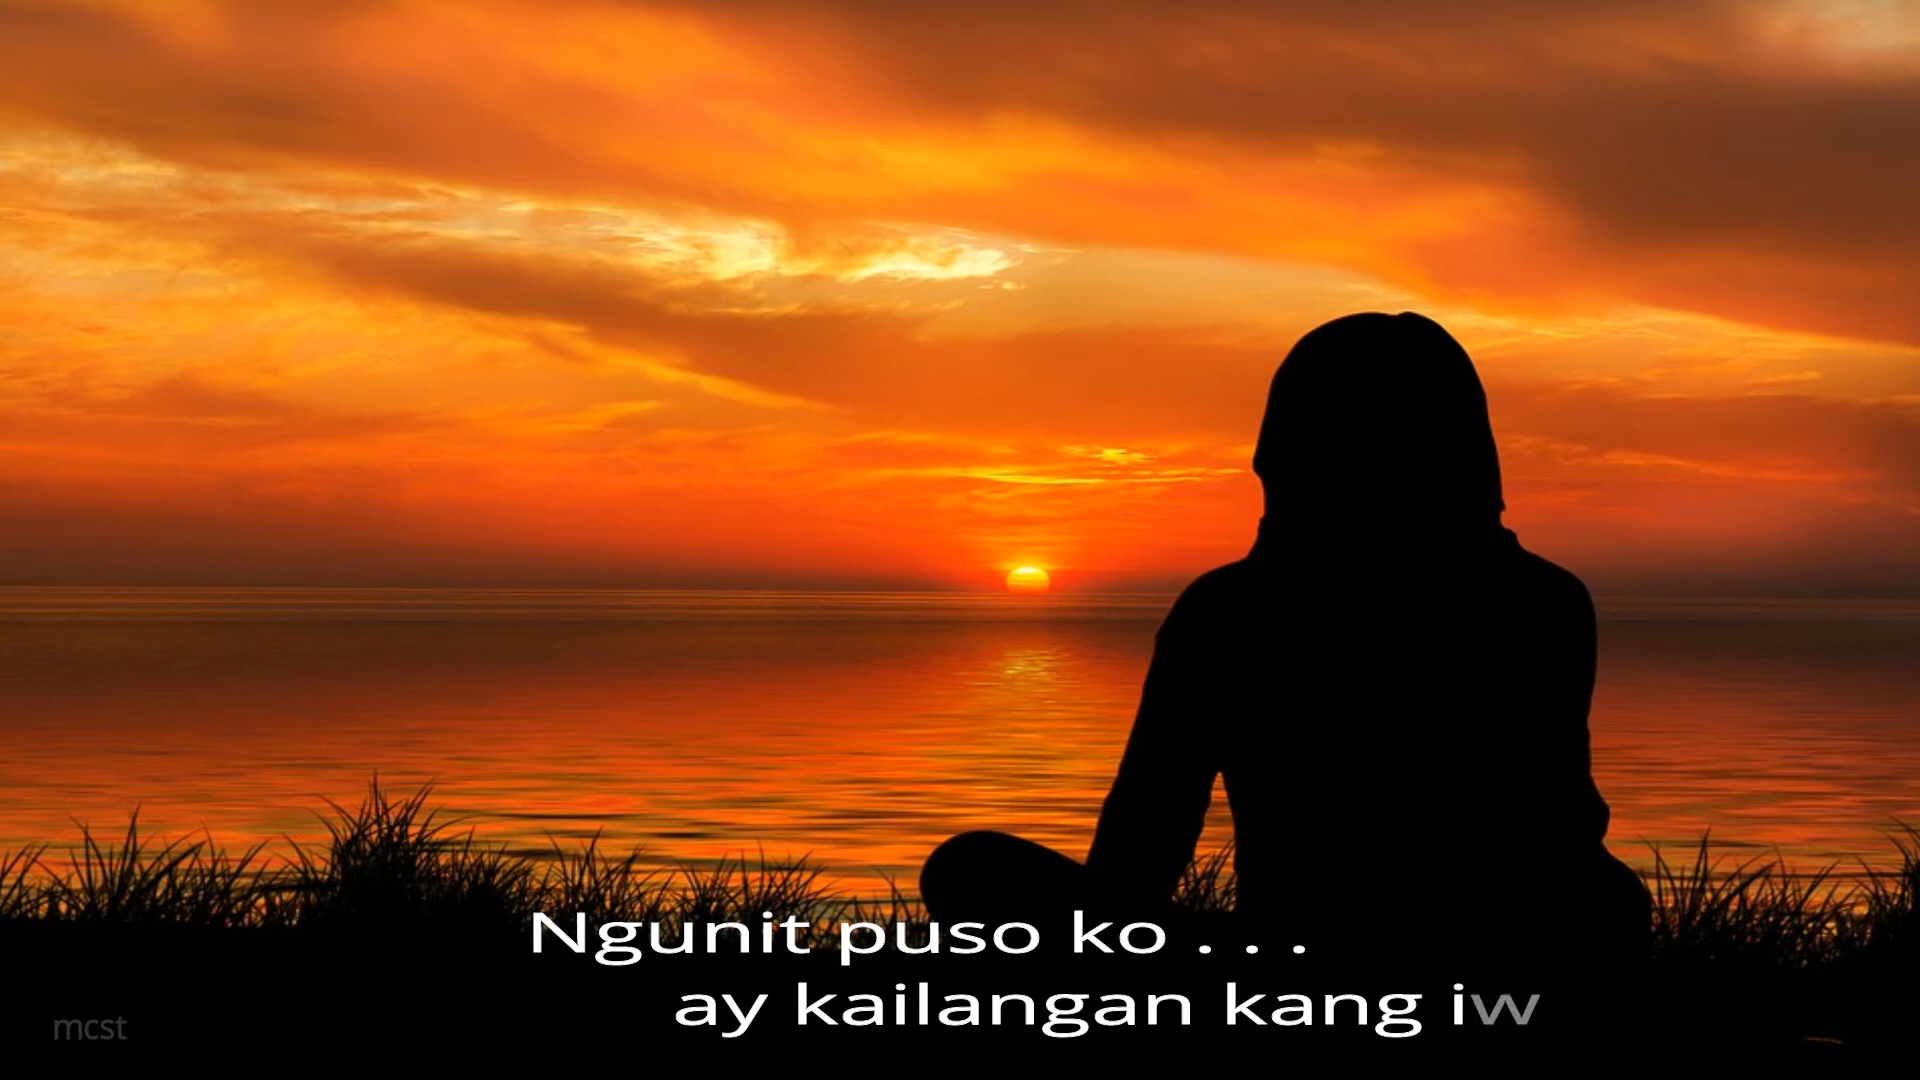 Ngunit puso ko . . .
ay kailangan kang iw
mcst